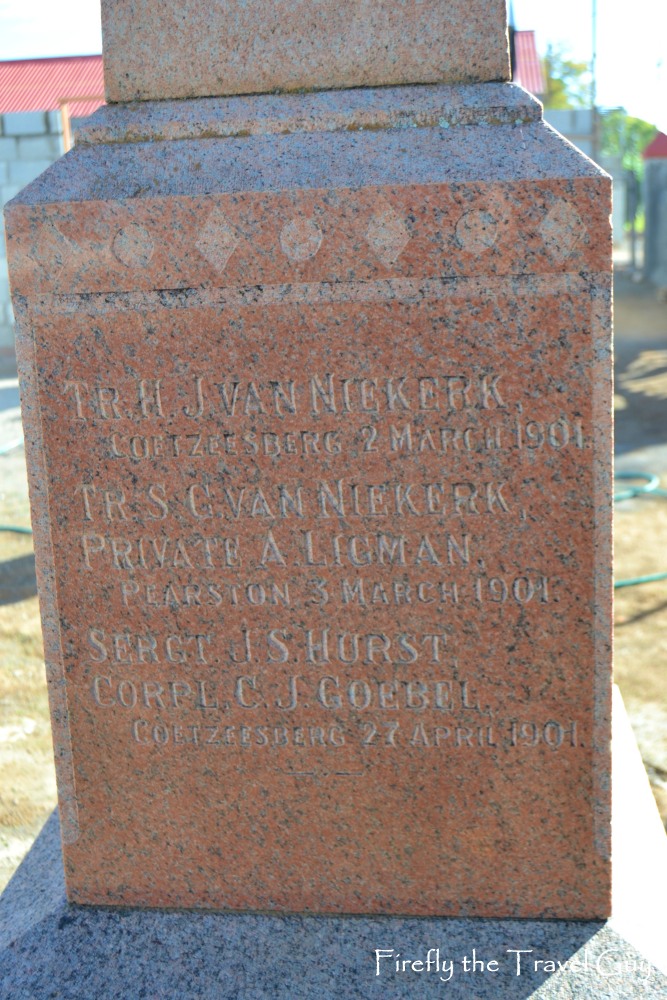 TR. H. J. VAN NIEKERK,
COETZEESBERG 2 MARCH 1901.
TR. S. G. VAN NIEKERK,
PRIVATE A. LIGMAN,
PEARSTON 3 MARCH 1901.
SERGT. J. S. HURST,
CORPL. C. J. GOEBEL,
COETZEESBERG 27 APRIL 1901.
Firefly the Travel Guy